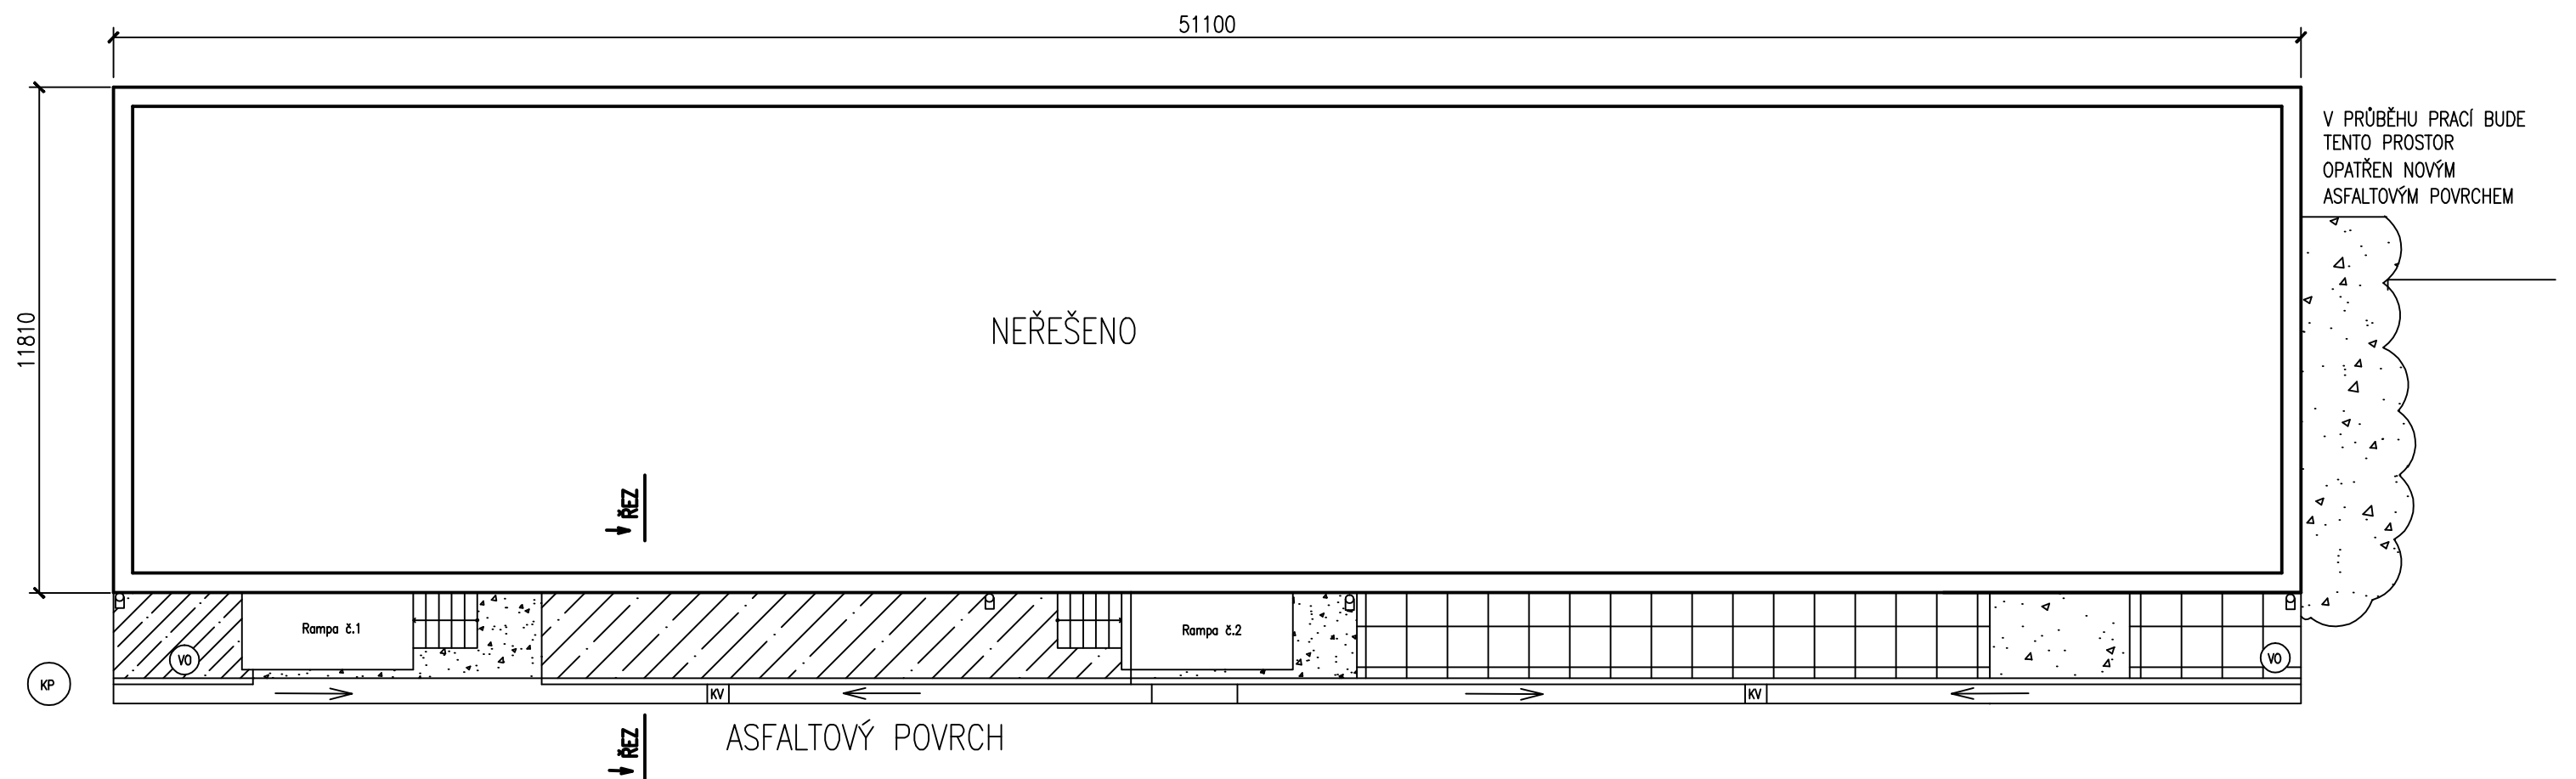 51100
V PRŮBĚHU PRACÍ BUDE
TENTO PROSTOR
OPATŘEN NOVÝM
ASFALTOVÝM POVRCHEM
11810
NEŘEŠENO
ŘEZ
Rampa č.1
Rampa č.2
VO
VO
KP
KV
KV
ŘEZ
ASFALTOVÝ POVRCH